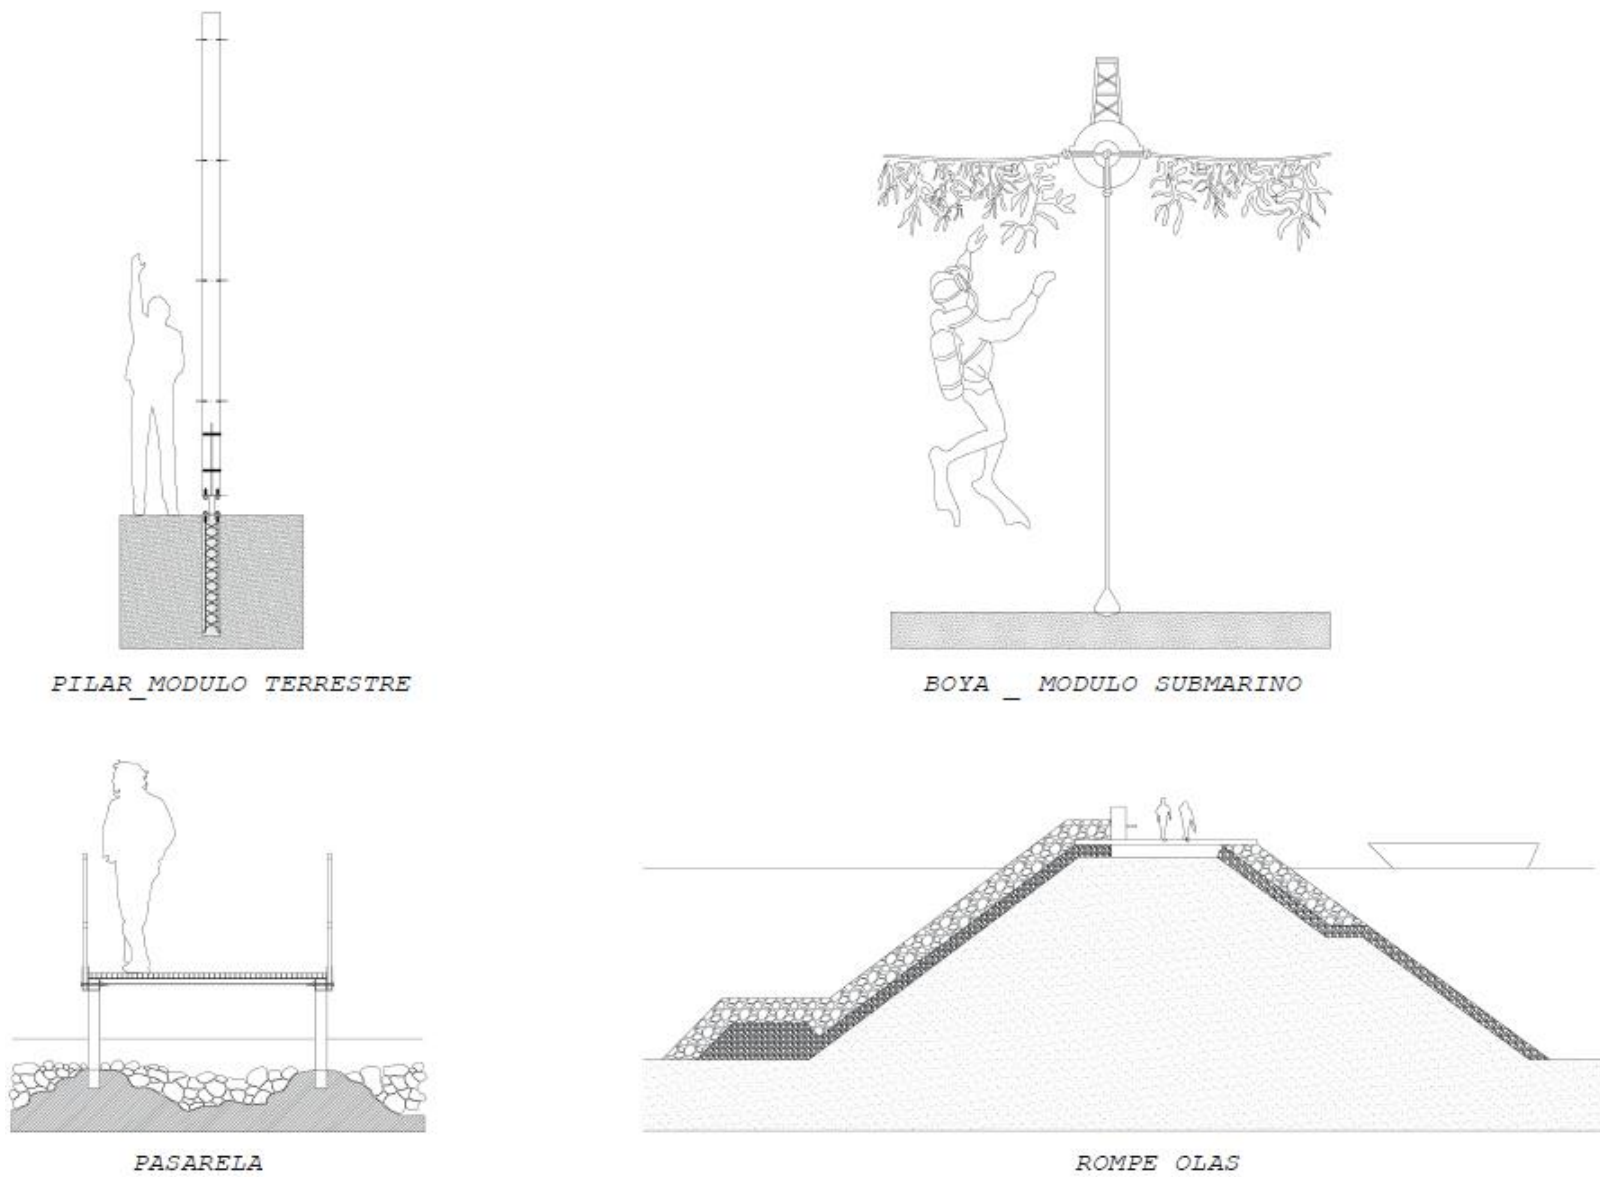 PILAR_MODULO TERRESTRE
BOYA _ MODULO SUBMARINO
PASARELA
ROMPE OLAS